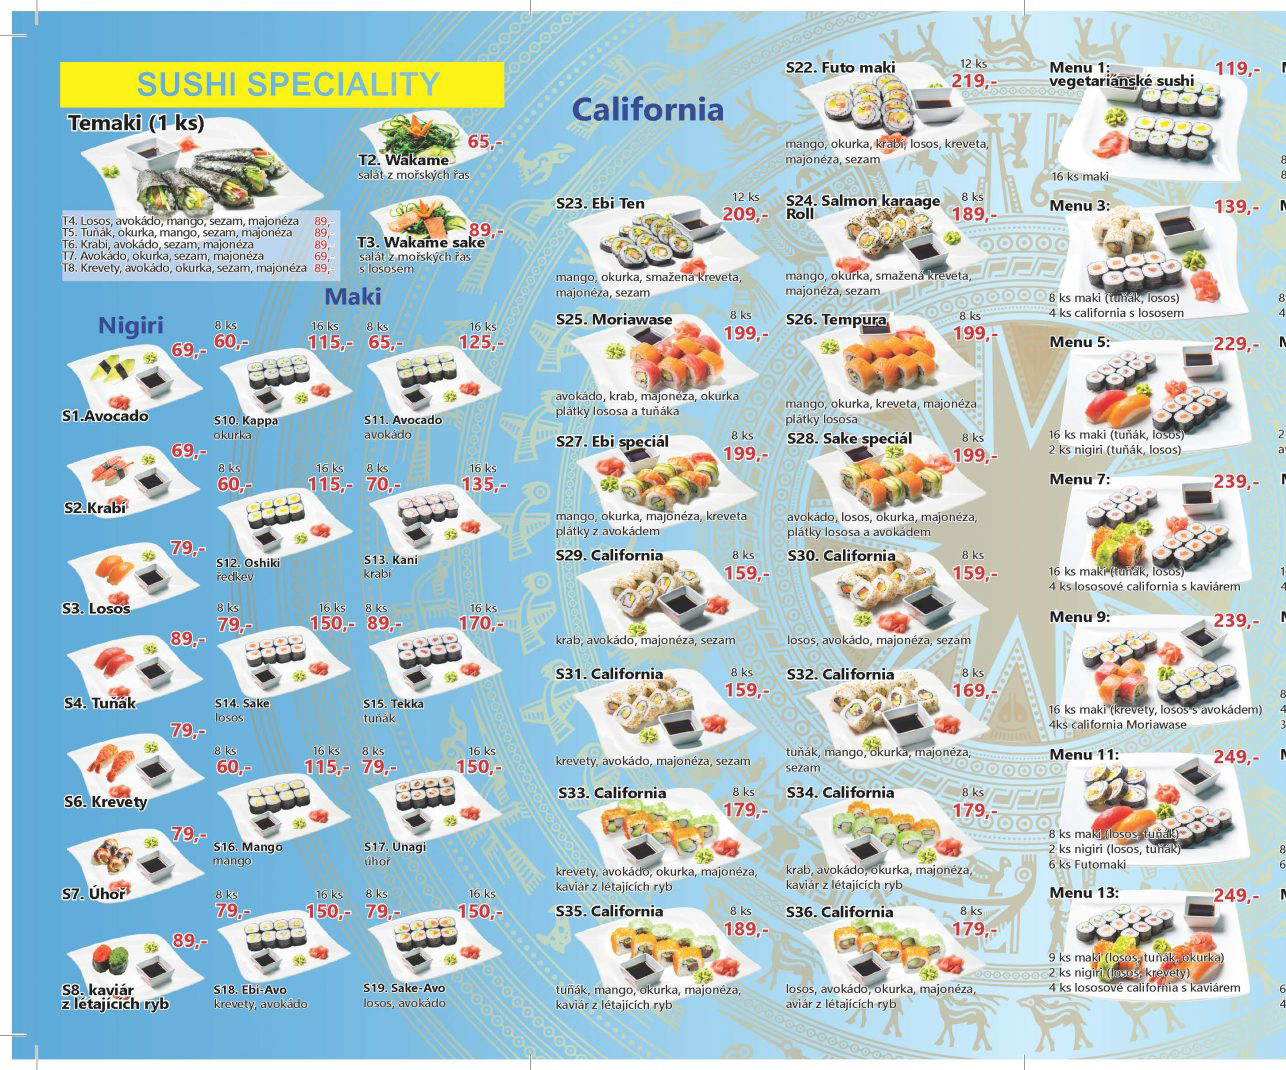 SUSHI SPECIALITY
Temaki (1 ks)
T4. Losos, avokádo, mango, sezam, majonéza 89,-
T5. Tuňák, okurka, mango, sezam, majonéza 89,-
T6. Krabi, avokádo, sezam, majonéza 89,-
T7. Avokádo, okurka, sezam, majonéza 69,-
T8. Krevety, avokádo, okurka, sezam, majonéza 89,-
65,-
T2. Wakame
salát z mořských řas
89,-
T3. Wakame sake
salát z mořských řas
s lososem
Nigiri
69,-
S1.Avocado
69,-
S2.Krabi
79,-
S3. Losos
89,-
S4. Tuňák
79,-
S6. Krevety
79,-
S7. Úhoř
89,-
S8. kaviár
z létajících ryb
Maki
8 ks 16 ks
60,- 115,-
S10. Kappa
okurka
8 ks 16 ks
65,- 125,-
S11. Avocado
avokádo
8 ks 16 ks
60,- 115,-
S12. Oshiki
ředkev
8 ks 16 ks
70,- 135,-
S13. Kani
krabi
8 ks 16 ks
79,- 150,-
S14. Sake
losos
8 ks 16 ks
89,- 170,-
S15. Tekka
tuňák
8 ks 16 ks
60,- 115,-
S16. Mango
mango
8 ks 16 ks
79,- 150,-
S17. Unagi
úhoř
8 ks 16 ks
79,- 150,-
S18. Ebi-Avo
krevety, avokádo
8 ks 16 ks
79,- 150,-
S19. Sake-Avo
losos, avokádo
California
S22. Futo maki 12 ks
219,-
mango, okurka, krabi, losos, kreveta,
majonéza, sezam
S23. Ebi Ten 12 ks
209,-
mango, okurka, smažená kreveta,
majonéza, sezam
S24. Salmon karaage
Roll
8 ks
189,-
mango, okurka, smažená kreveta,
majonéza, sezam
S25. Moriawase 8 ks
199,-
avokádo, krab, majonéza, okurka
plátky lososa a tuňáka
S26. Tempura 8 ks
199,-
mango, okurka, kreveta, majonéza
plátky lososa
S27. Ebi speciál 8 ks
199,-
mango, okurka, majonéza, kreveta
plátky z avokádem
S28. Sake speciál 8 ks
199,-
avokádo, losos, okurka, majonéza,
plátky lososa a avokádem
S29. California 8 ks
159,-
krab, avokádo, majonéza, sezam
S30. California 8 ks
159,-
losos, avokádo, majonéza, sezam
S31. California 8 ks
159,-
krevety, avokádo, majonéza, sezam
S32. California 8 ks
169,-
tuňák, mango, okurka, majonéza,
sezam
S33. California 8 ks
179,-
krevety, avokádo, okurka, majonéza,
kaviár z létajících ryb
S34. California 8 ks
179,-
krab, avokádo, okurka, majonéza,
kaviár z létajících ryb
S35. California 8 ks
189,-
tuňák, mango, okurka, majonéza,
kaviár z létajících ryb
S36. California 8 ks
179,-
losos, avokádo, okurka, majonéza,
aviár z létajících ryb
Menu 1: 119,-
vegetariánské sushi
16 ks maki
Menu 3: 139,-
8 ks maki (tuňák, losos)
4 ks california s lososem
Menu 5: 229,-
16 ks maki (tuňák, losos)
2 ks nigiri (tuňák, losos)
Menu 7: 239,-
16 ks maki (tuňák, losos)
4 ks lososové california s kaviárem
Menu 9: 239,-
16 ks maki (krevety, losos s avokádem)
4ks california Moriawase
Menu 11: 249,-
8 ks maki (losos, tuňák)
2 ks nigiri (losos, tuňák)
6 ks Futomaki
Menu 13: 249,-
9 ks maki (losos, tuňák, okurka)
2 ks nigiri (losos, krevety)
4 ks lososové california s kaviárem